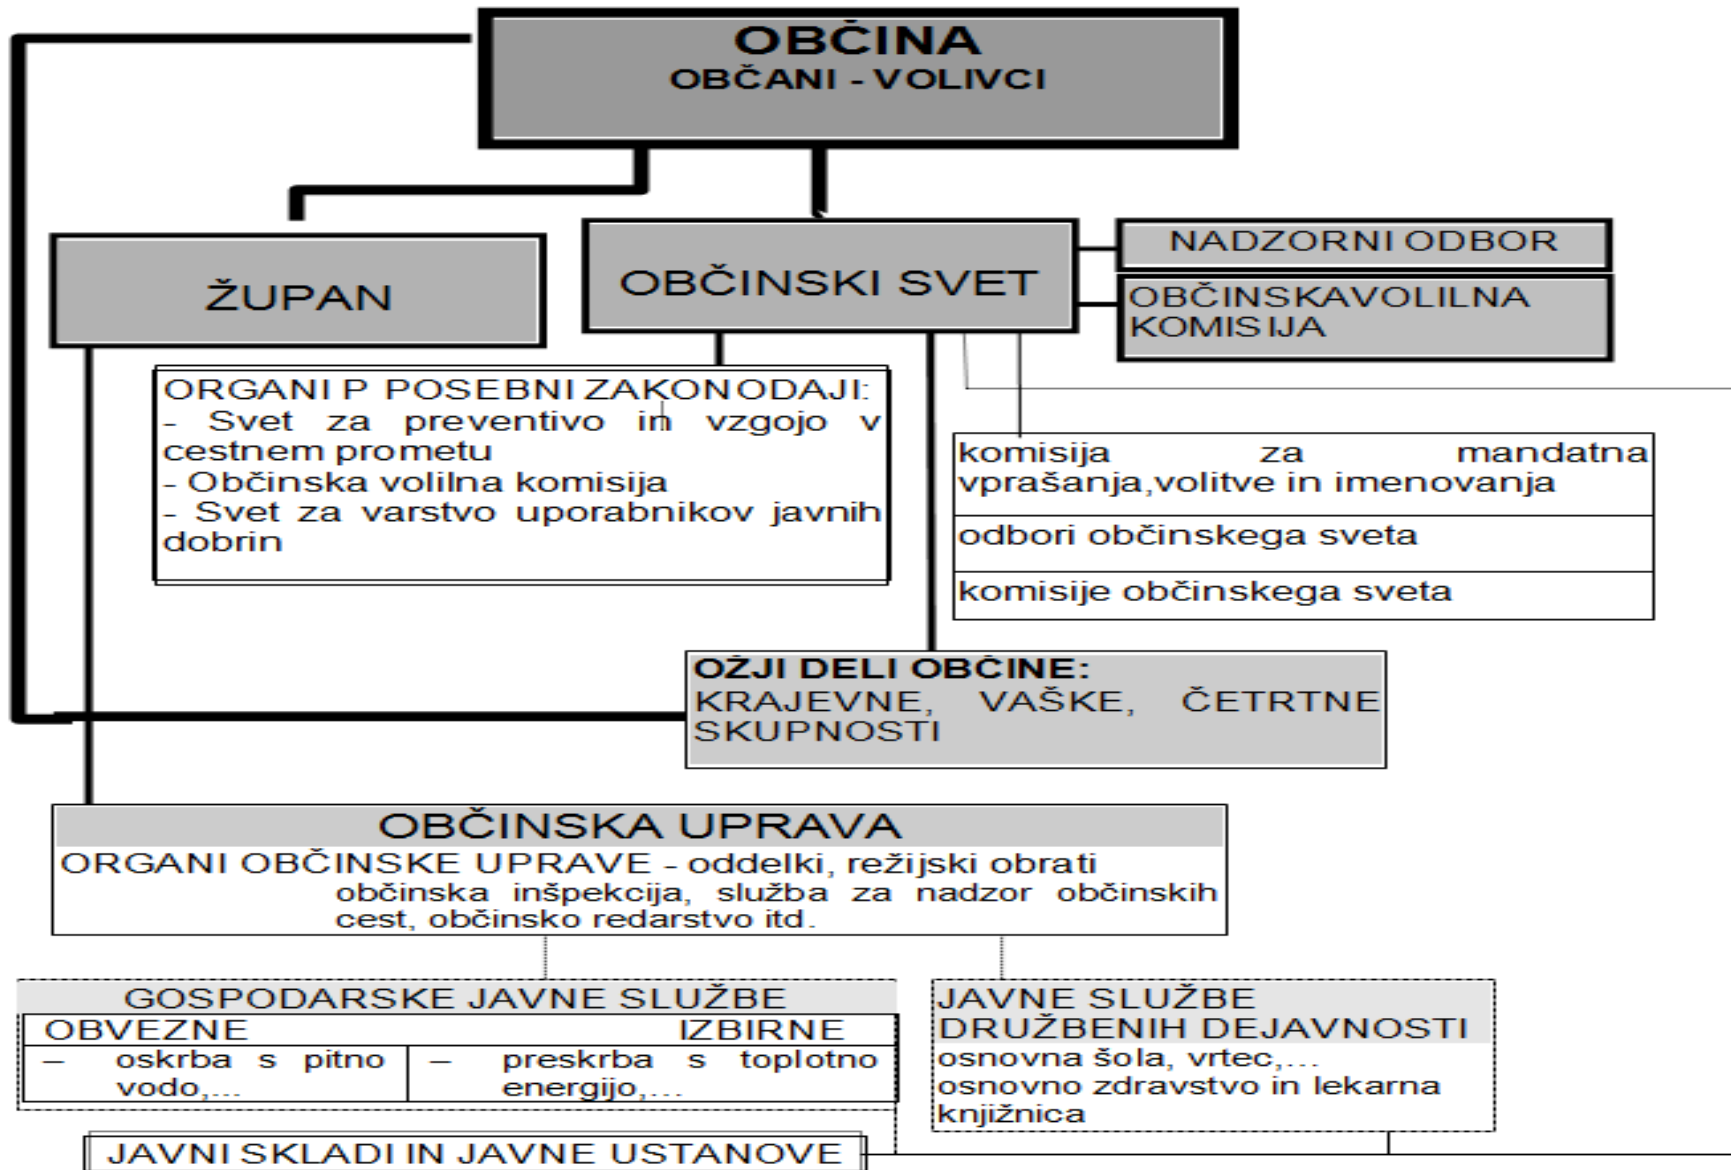 OBČINA
OBČANI - VOLIVCI
ŽUPAN
OBČINSKI SVET
NADZORNI ODBOR
OBČINSKAVOLILNA
KOMISIJA
ORGANI P POSEBNI ZAKONODAJI:
- Svet za preventivo in vzgojo v
cestnem prometu
- Občinska volilna komisija
- Svet za varstvo uporabnikov javnih
dobrin
komisija za mandatna
vprašanja,volitve in imenovanja
odbori občinskega sveta
komisije občinskega sveta
OŽJI DELI OBČINE:
KRAJEVNE, VAŠKE, ČETRTNE
SKUPNOSTI
OBČINSKA UPRAVA
ORGANI OBČINSKE UPRAVE - oddelki, režijski obrati
občinska inšpekcija, služba za nadzor občinskih
cest, občinsko redarstvo itd.
GOSPODARSKE JAVNE SLUŽBE
OBVEZNE IZBIRNE
– oskrba s pitno
vodo,...
– preskrba s toplotno
energijo,...
JAVNE SLUŽBE
DRUŽBENIH DEJAVNOSTI
osnovna šola, vrtec,...
osnovno zdravstvo in lekarna
knjižnica
JAVNI SKLADI IN JAVNE USTANOVE